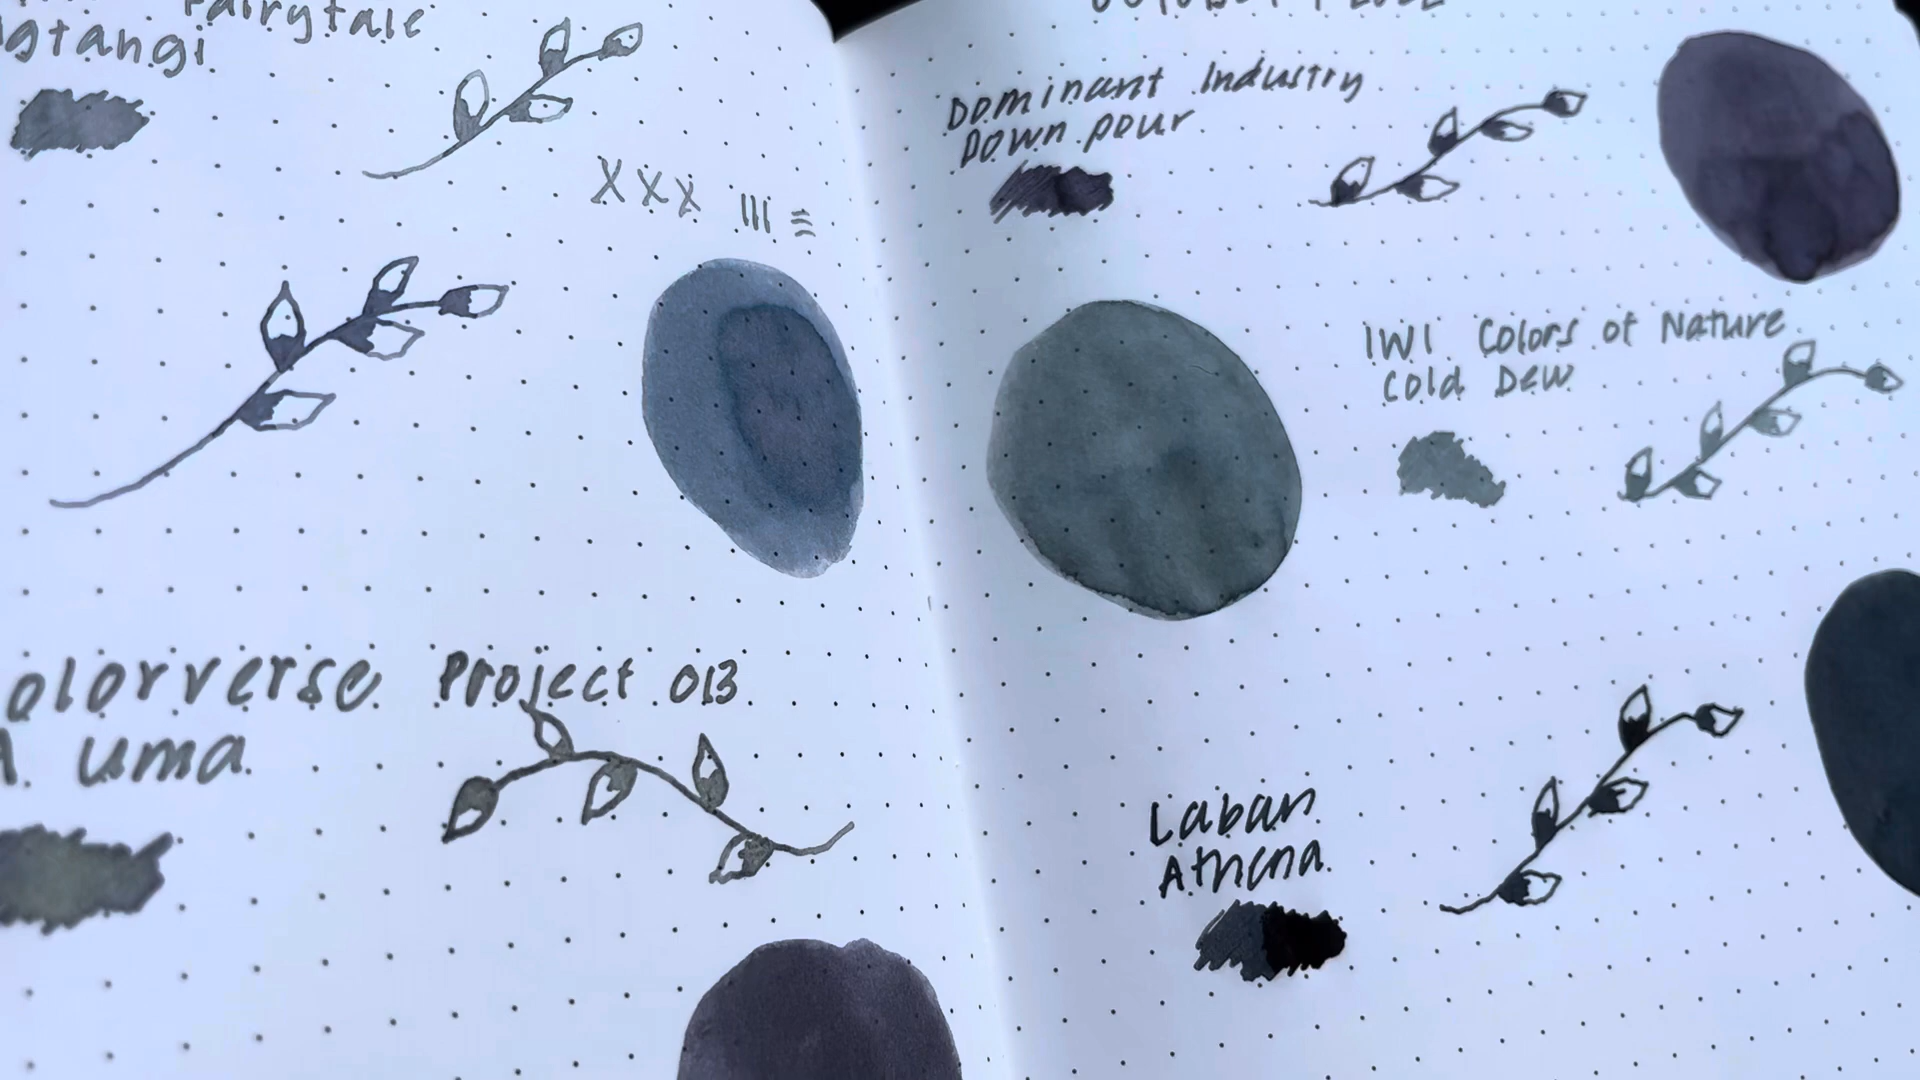 Fairytale
gtangi
XXX ||| ≡
olorverse Project 013
uma
Dominant Industry
Down pour
IWI Colors of Nature
Cold Dew
Laban
Athena